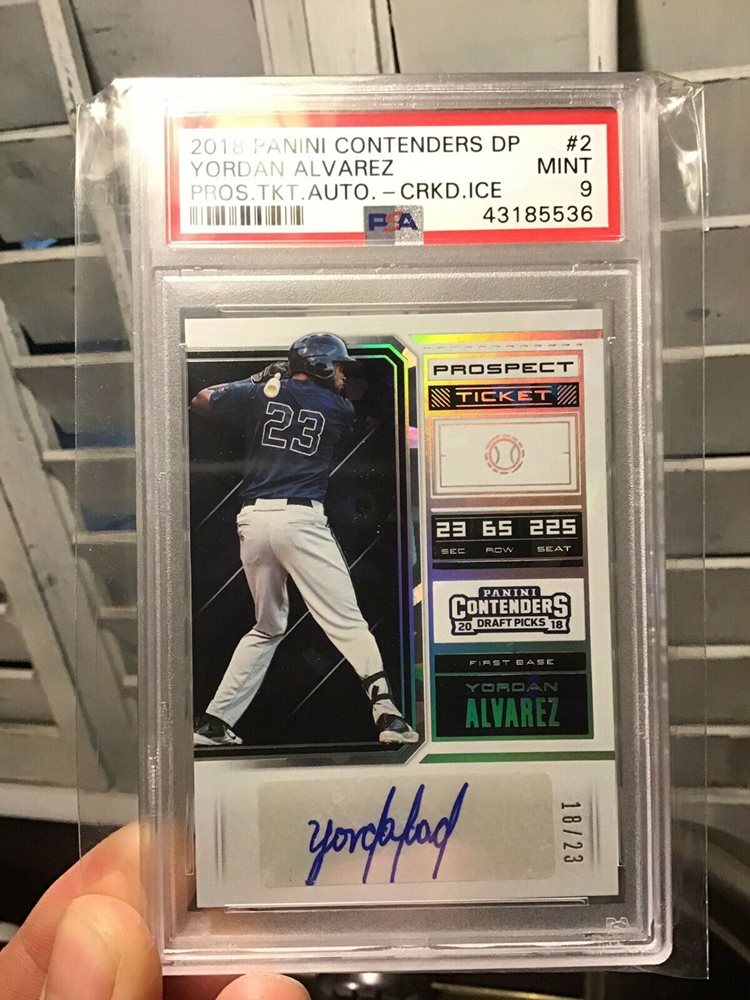 2018 PANINI CONTENDERS DP #2
YORDAN ALVAREZ MINT
PROS.TKT.AUTO.-CRKD.ICE 9
PSA 43185536
23
PROSPECT
TICKET
23 65 225
SEC ROW SEAT
PANINI
CONTENDERS
20 DRAFT PICKS 18
FIRST BASE
YORDAN
ALVAREZ
18/23
PSA